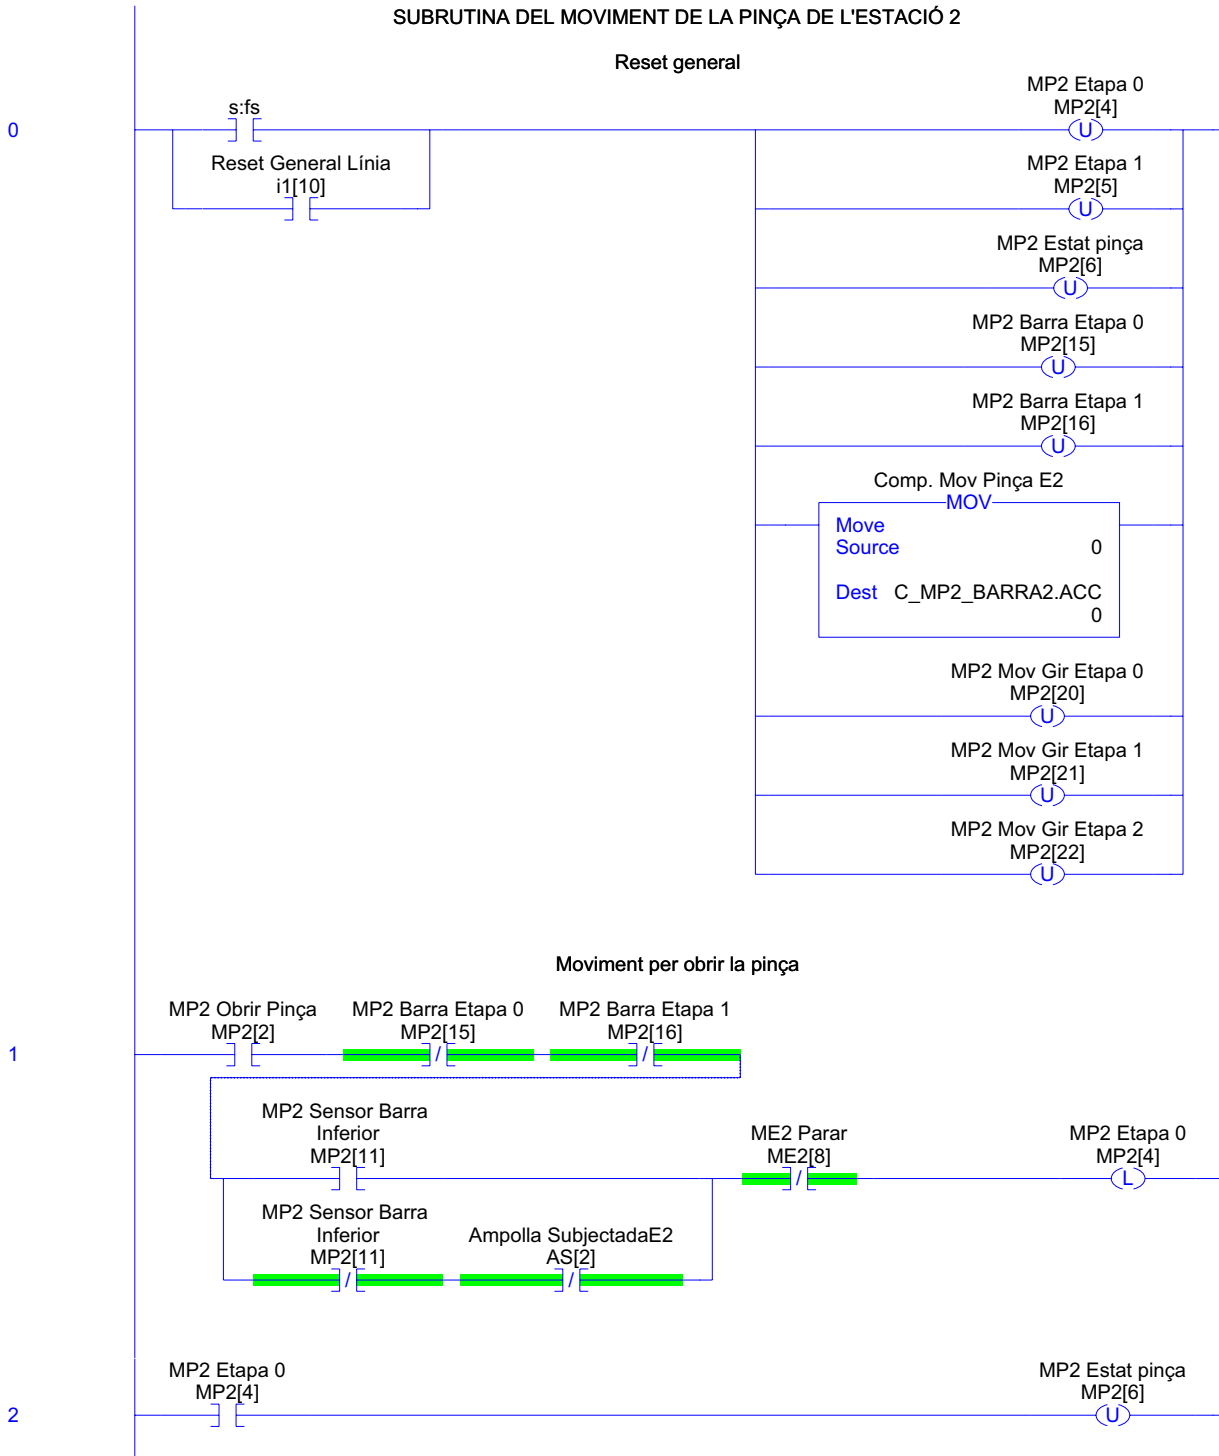 SUBRUTINA DEL MOVIMENT DE LA PINÇA DE L'ESTACIÓ 2
Reset general
0
s:fs
Reset General Línia
i1[10]
MP2 Etapa 0
MP2[4]
U
MP2 Etapa 1
MP2[5]
U
MP2 Estat pinça
MP2[6]
U
MP2 Barra Etapa 0
MP2[15]
U
MP2 Barra Etapa 1
MP2[16]
U
Comp. Mov Pinça E2
MOV
Move
Source 0
Dest C_MP2_BARRA2.ACC
0
MP2 Mov Gir Etapa 0
MP2[20]
U
MP2 Mov Gir Etapa 1
MP2[21]
U
MP2 Mov Gir Etapa 2
MP2[22]
U
Moviment per obrir la pinça
1
MP2 Obrir Pinça
MP2[2]
MP2 Barra Etapa 0
MP2[15]
/
MP2 Barra Etapa 1
MP2[16]
/
MP2 Sensor Barra
Inferior
MP2[11]
MP2 Sensor Barra
Inferior
MP2[11]
/
Ampolla SubjectadaE2
AS[2]
/
ME2 Parar
ME2[8]
/
MP2 Etapa 0
MP2[4]
L
2
MP2 Etapa 0
MP2[4]
MP2 Estat pinça
MP2[6]
U